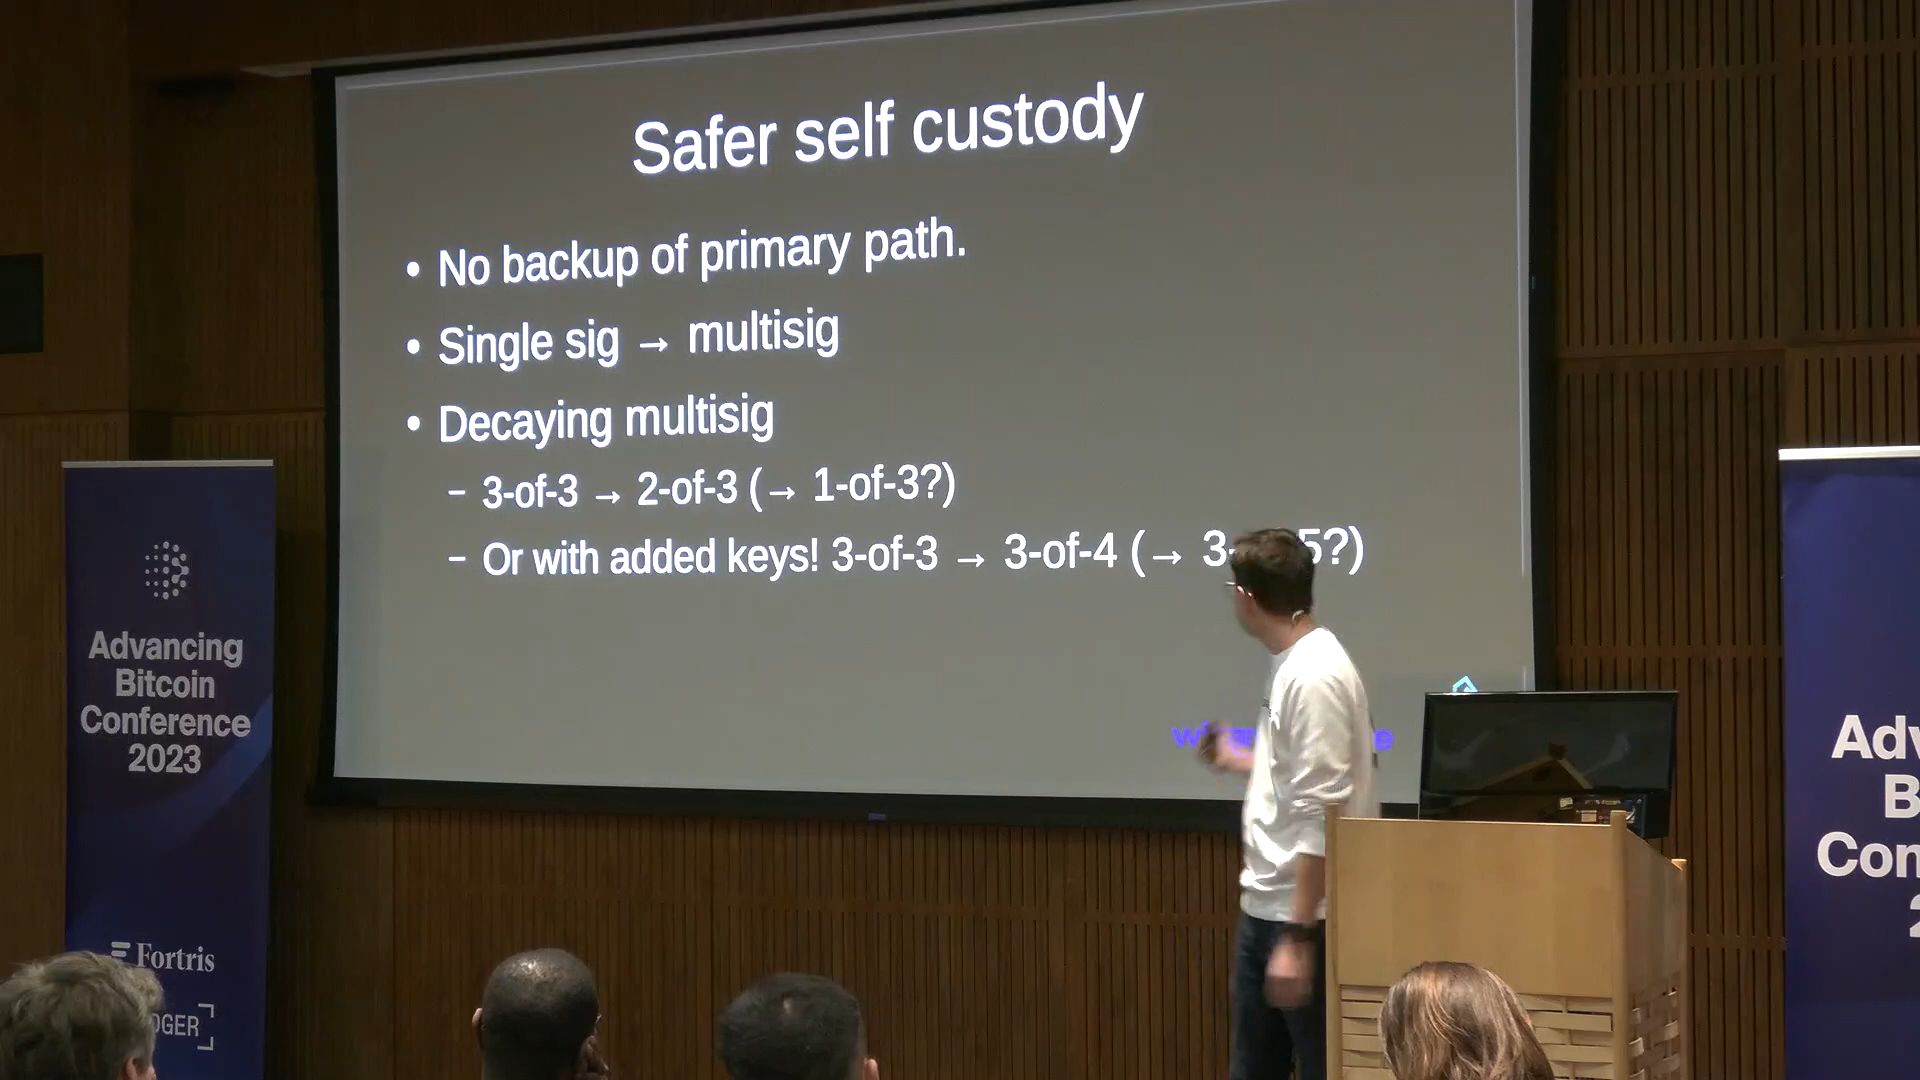 Safer self custody
• No backup of primary path.
• Single sig → multisig
• Decaying multisig
– 3-of-3 → 2-of-3 (→ 1-of-3?)
– Or with added keys! 3-of-3 → 3-of-4 (→ 3- 5?)
Advancing
Bitcoin
Conference
2023
Fortris
DGER
Adv
B
Con
2